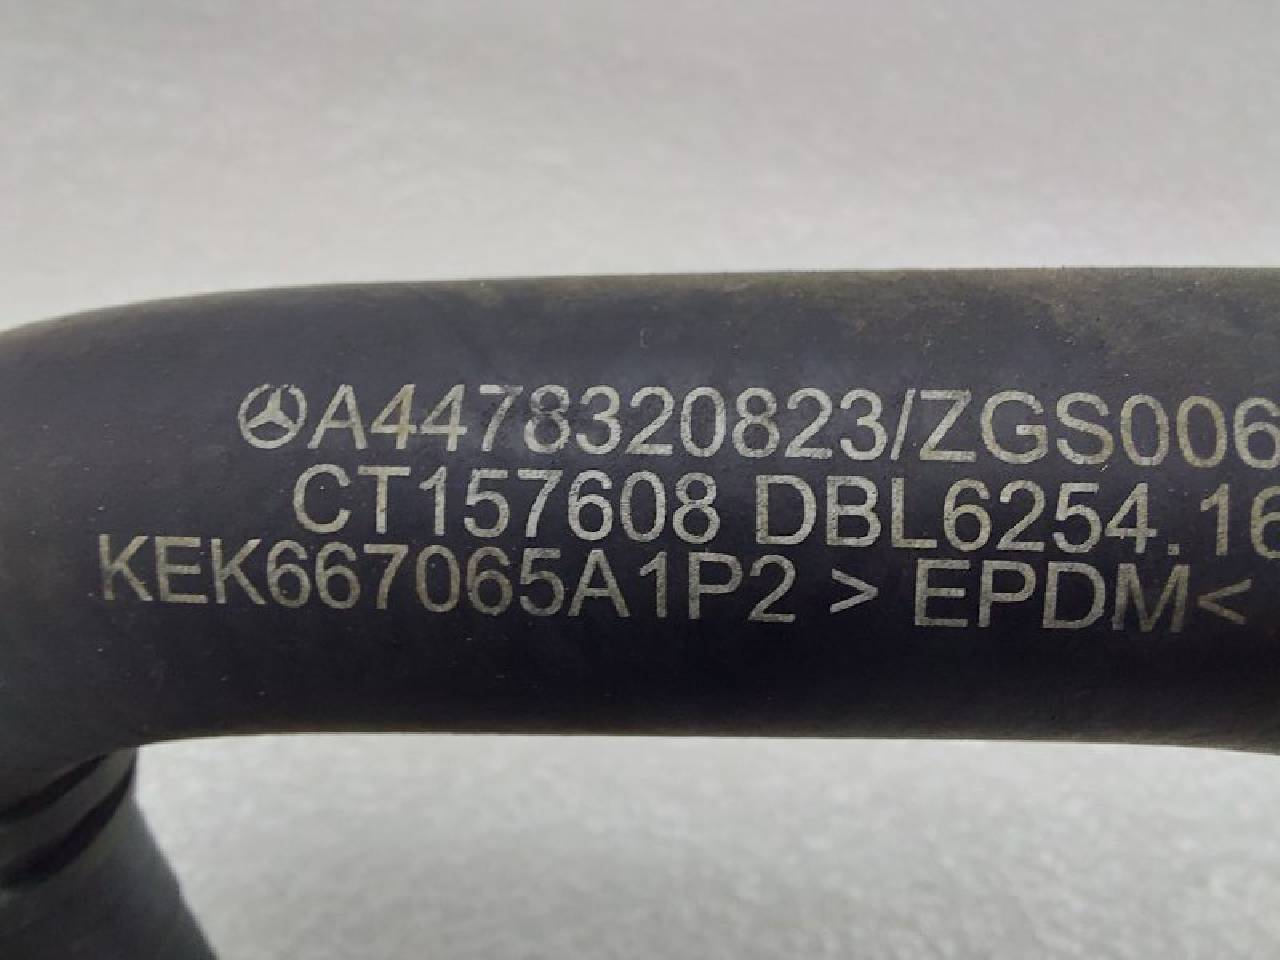 A4478320823/ZGS006
CT157608 DBL6254.16
KEK667065A1P2 > EPDM<